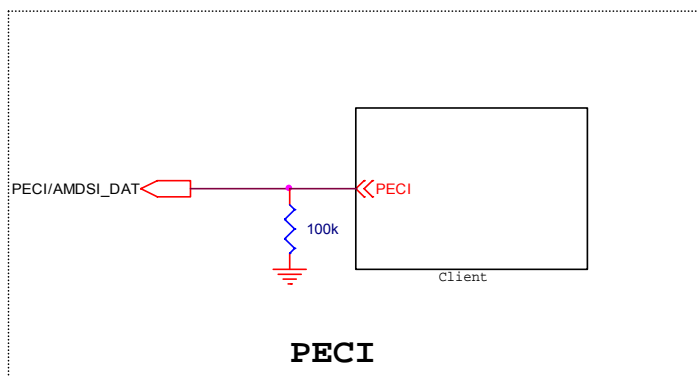 PECI/AMDSI_DAT
PECI
100k
Client
PECI